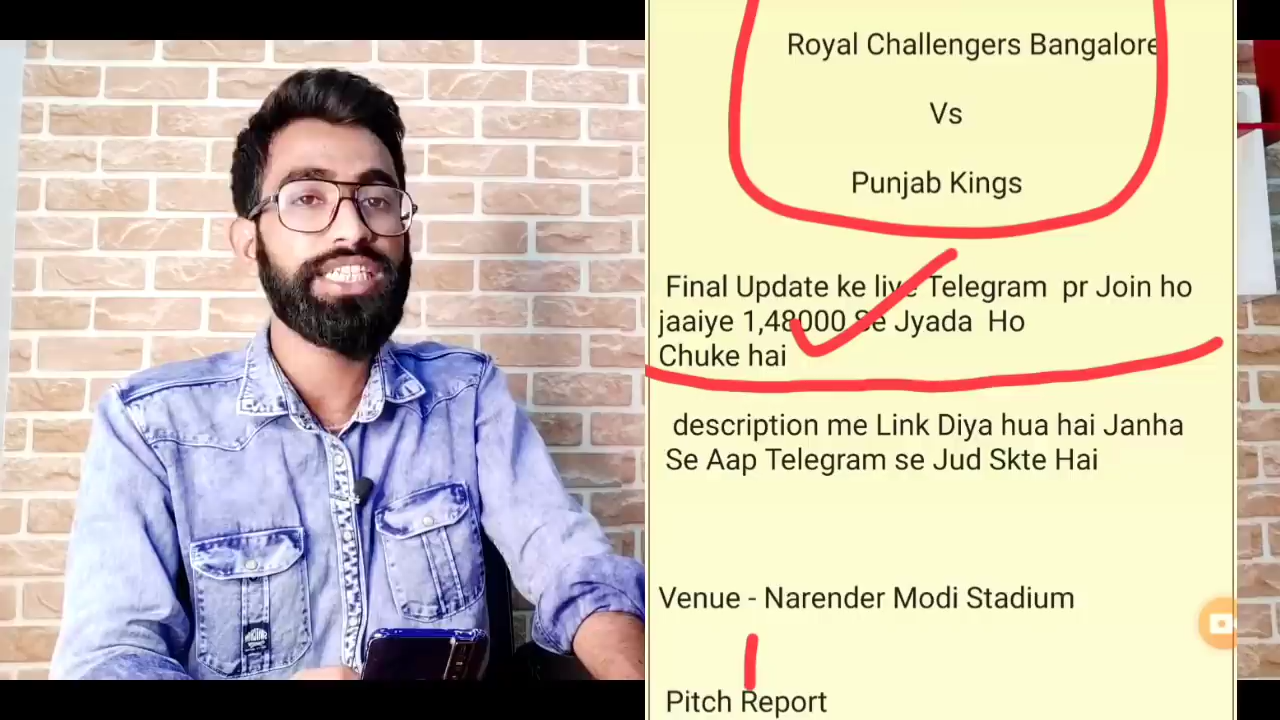 Royal Challengers Bangalore
Vs
Punjab Kings
Final Update ke live Telegram pr Join ho
jaaiye 1,48000 Se Jyada Ho
Chuke hai
description me Link Diya hua hai Janha
Se Aap Telegram se Jud Skte Hai
Venue - Narender Modi Stadium
Pitch Report